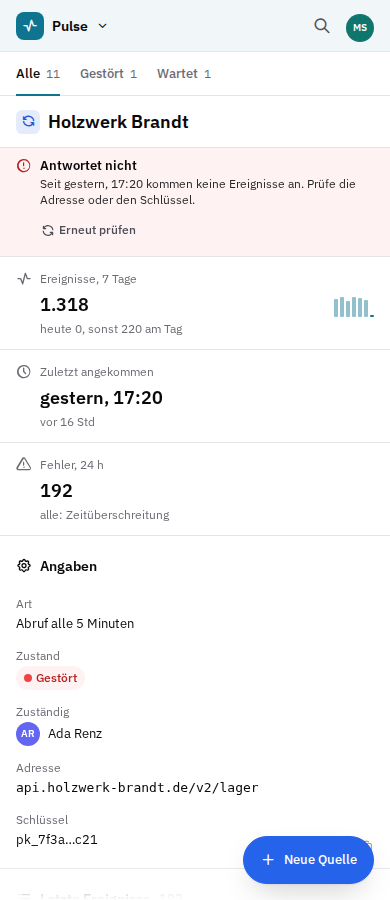 Pulse
MS
Alle 11 Gestört 1 Wartet 1
Holzwerk Brandt
Antwortet nicht
Seit gestern, 17:20 kommen keine Ereignisse an. Prüfe die
Adresse oder den Schlüssel.
Erneut prüfen
Ereignisse, 7 Tage
1.318
heute 0, sonst 220 am Tag
Zuletzt angekommen
gestern, 17:20
vor 16 Std
Fehler, 24 h
192
alle: Zeitüberschreitung
Angaben
Art
Abruf alle 5 Minuten
Zustand
Gestört
Zuständig
AR Ada Renz
Adresse
api.holzwerk-brandt.de/v2/lager
Schlüssel
pk_7f3a…c21
Neue Quelle
Letzte Ereignisse 192